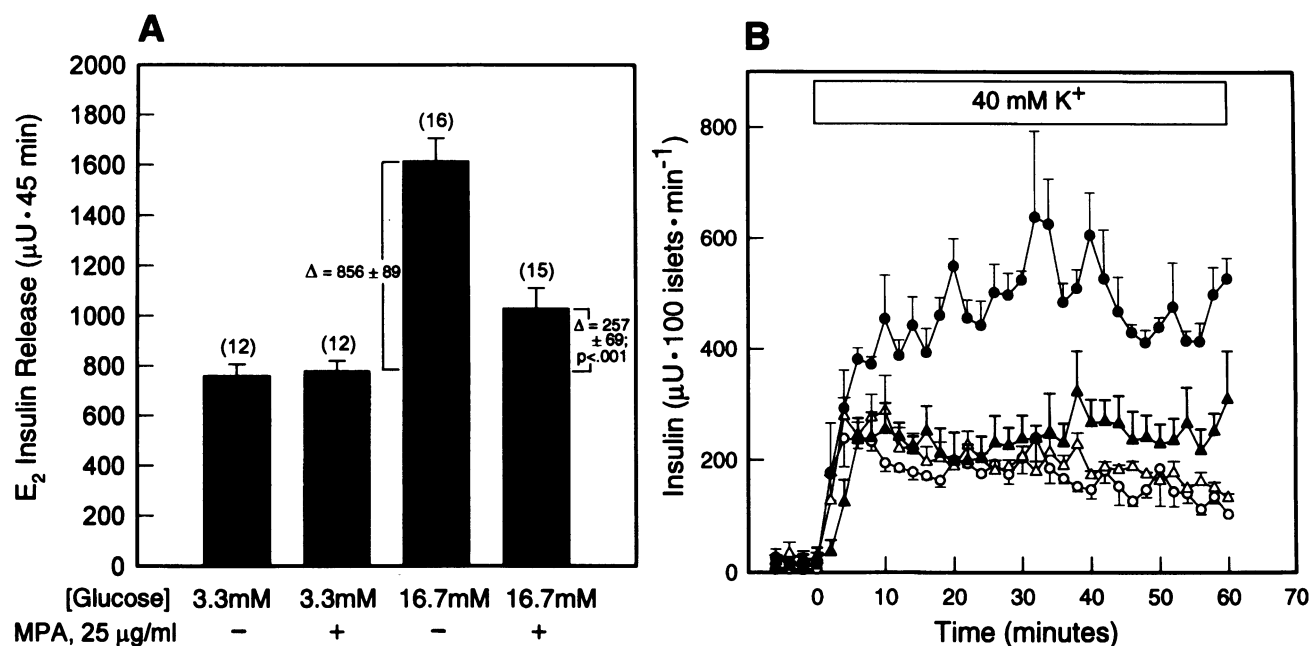 A
E₂ Insulin Release (μU · 45 min)
2000
1800
1600
1400
1200
1000
800
600
400
200
0
(12)
(12)
(16)
(15)
Δ = 856 ± 89
Δ = 257
± 69;
p<.001
[Glucose] 3.3mM 3.3mM 16.7mM 16.7mM
MPA, 25 μg/ml − + − +
B
40 mM K⁺
Insulin (μU · 100 islets · min⁻¹)
800
600
400
200
0
0 10 20 30 40 50 60 70
Time (minutes)